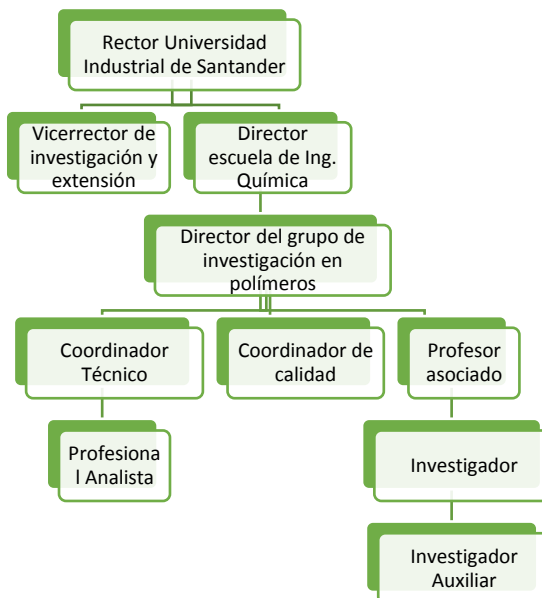 Rector Universidad
Industrial de Santander
Vicerrector de
investigación y
extensión
Director
escuela de Ing.
Química
Director del grupo de
investigación en
polímeros
Coordinador
Técnico
Coordinador de
calidad
Profesor
asociado
Profesiona
l Analista
Investigador
Investigador
Auxiliar